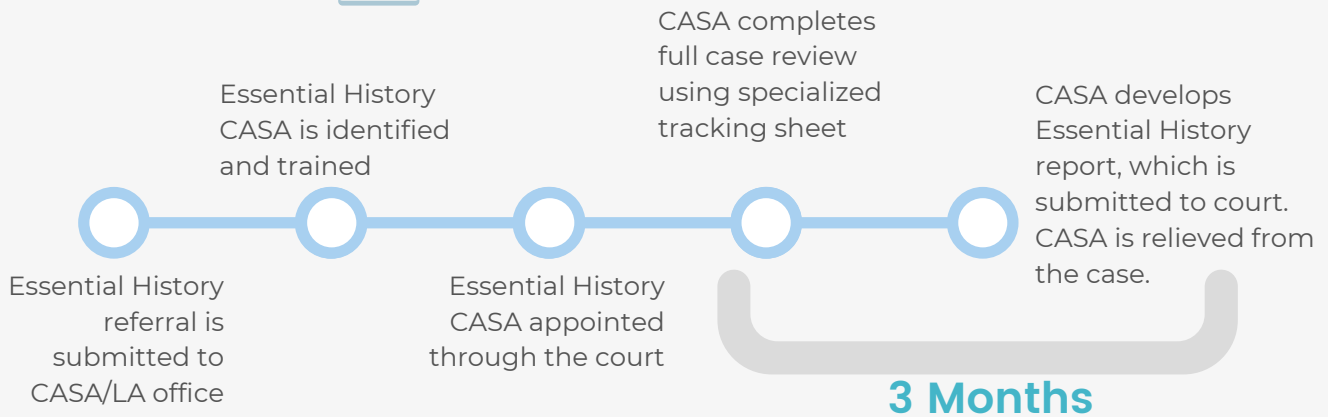 Essential History
referral is
submitted to
CASA/LA office
Essential History
CASA is identified
and trained
Essential History
CASA appointed
through the court
CASA completes
full case review
using specialized
tracking sheet
CASA develops
Essential History
report, which is
submitted to court.
CASA is relieved from
the case.
3 Months